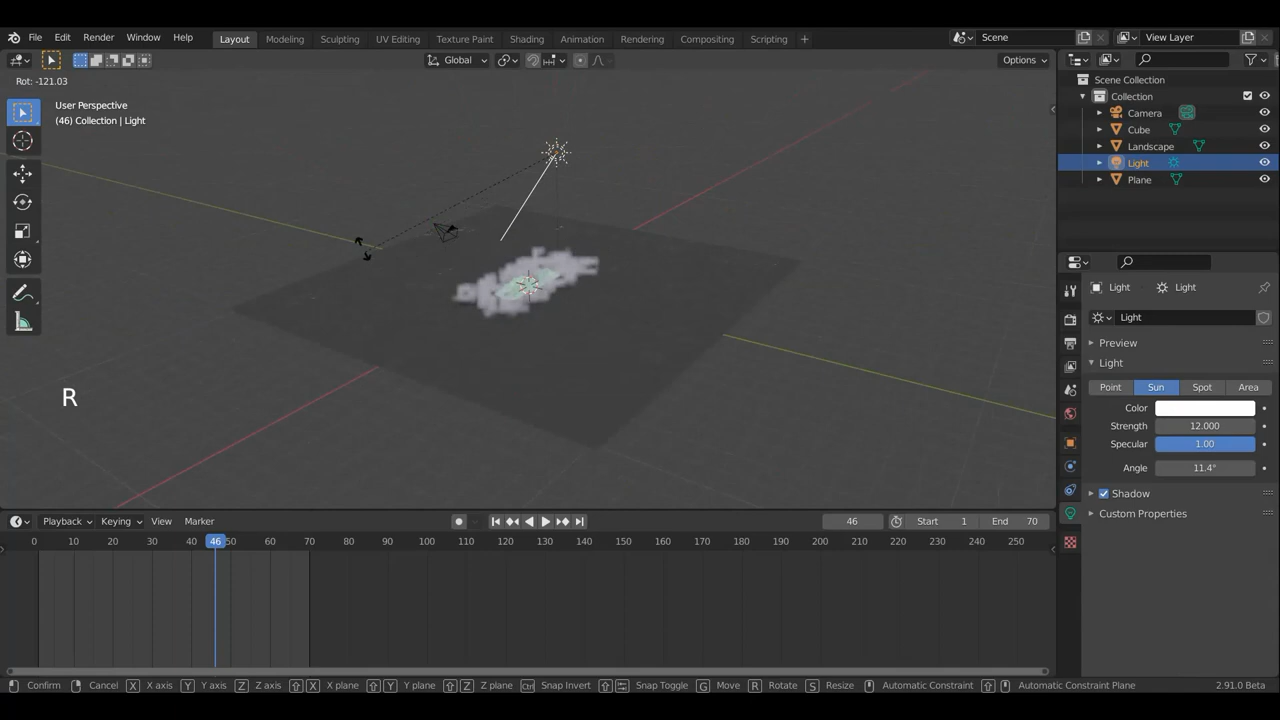 File Edit Render Window Help Layout Modeling Sculpting UV Editing Texture Paint Shading Animation Rendering Compositing Scripting + Scene View Layer
Global Options
Rot: -121.03
User Perspective
(46) Collection | Light
R
Scene Collection
Collection
Camera
Cube
Landscape
Light
Plane
Light Light
Light
Preview
Light
Point Sun Spot Area
Color
Strength 12.000
Specular 1.00
Angle 11.4°
Shadow
Custom Properties
Playback Keying View Marker 46 Start 1 End 70
0 10 20 30 40 46 50 60 70 80 90 100 110 120 130 140 150 160 170 180 190 200 210 220 230 240 250
Confirm Cancel X X axis Y Y axis Z Z axis X X plane Y Y plane Z Z plane Ctrl Snap Invert Snap Toggle G Move R Rotate S Resize Automatic Constraint Automatic Constraint Plane 2.91.0 Beta